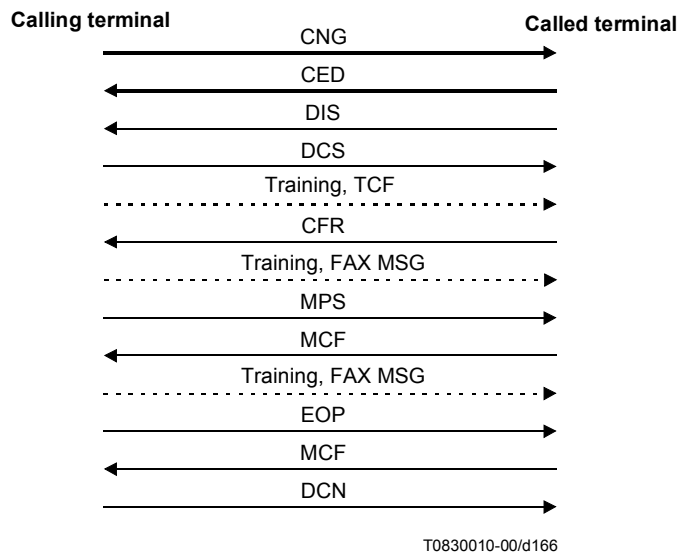 Calling terminal
Called terminal
CNG
CED
DIS
DCS
Training, TCF
CFR
Training, FAX MSG
MPS
MCF
Training, FAX MSG
EOP
MCF
DCN
T0830010-00/d166